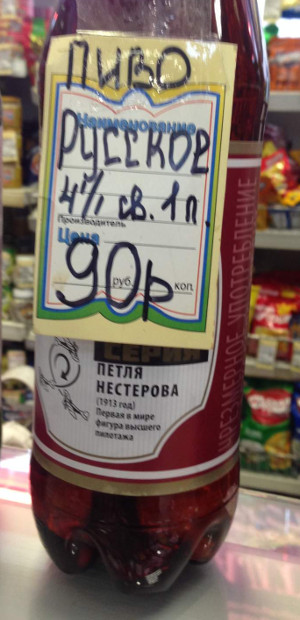 ПИВО
Наименование
РУССКОЕ
4% св. 1л.
Производитель
Цена
90р
руб.
коп.
СЕРИЯ
ПЕТЛЯ
НЕСТЕРОВА
(1913 год)
Первая в мире
фигура высшего
пилотажа
ЧРЕЗМЕРНОЕ УПОТРЕБЛЕНИЕ